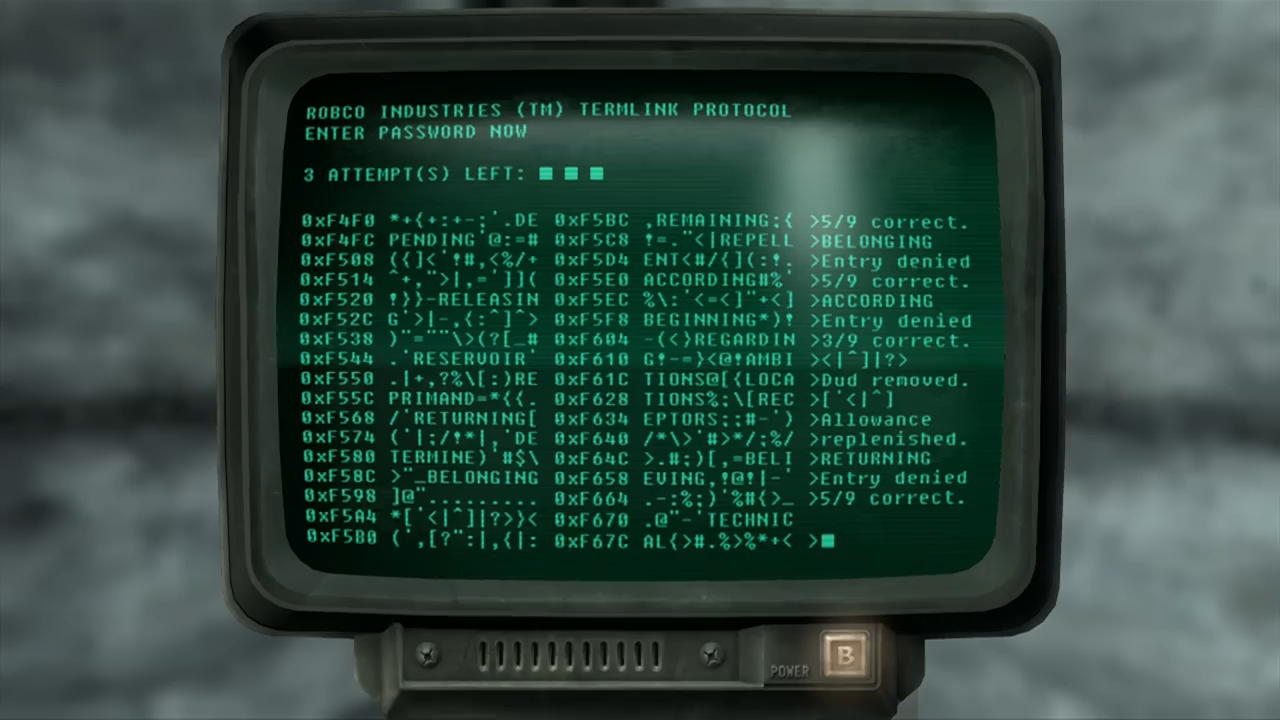 ROBCO INDUSTRIES (TM) TERMLINK PROTOCOL
ENTER PASSWORD NOW
3 ATTEMPT(S) LEFT: ■ ■ ■
0xF4F0 *+{+:+-;'.DE 0xF5BC ,REMAINING;{ >5/9 correct.
0xF4FC PENDING'@:=# 0xF5C8 !=."<|REPELL >BELONGING
0xF508 ({]<'!#,<%/+ 0xF5D4 ENT<#/{](:!. >Entry denied
0xF514 ^+,">|,=']]( 0xF5E0 ACCORDING#%' >5/9 correct.
0xF520 !}}-RELEASIN 0xF5EC %\:'<=<]"+<] >ACCORDING
0xF52C G'>|-,{:^]^> 0xF5F8 BEGINNING*)! >Entry denied
0xF538 )"=""\>(?[_# 0xF604 -(<}REGARDIN >3/9 correct.
0xF544 .'RESERVOIR' 0xF610 G!-=}<@!AMBI ><|^]|?>
0xF550 .|+,?%\[:)RE 0xF61C TIONS@[{LOCA >Dud removed.
0xF55C PRIMAND=*{{. 0xF628 TIONS%;\[REC >['<|^]
0xF568 /'RETURNING[ 0xF634 EPTORS;;#-') >Allowance
0xF574 ('|;/!*|,'DE 0xF640 /*\>'#>*/;%/ >replenished.
0xF580 TERMINE)'#$\ 0xF64C >.#;)[,=BELI >RETURNING
0xF58C >"_BELONGING 0xF658 EVING,!@!|-' >Entry denied
0xF598 ]@"......... 0xF664 .-:%;)'%#{>_ >5/9 correct.
0xF5A4 *['<|^]|?>}< 0xF670 .@"-'TECHNIC
0xF5B0 (',[?":|,{|: 0xF67C AL{>#.%>%*+< >■
POWER
B